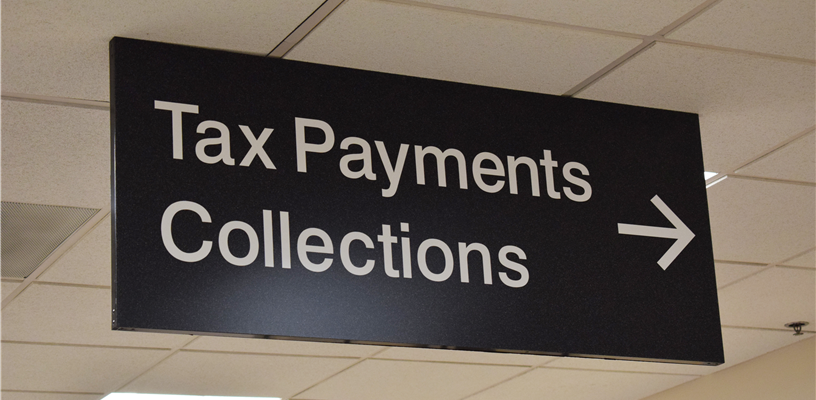 Tax Payments
Collections →